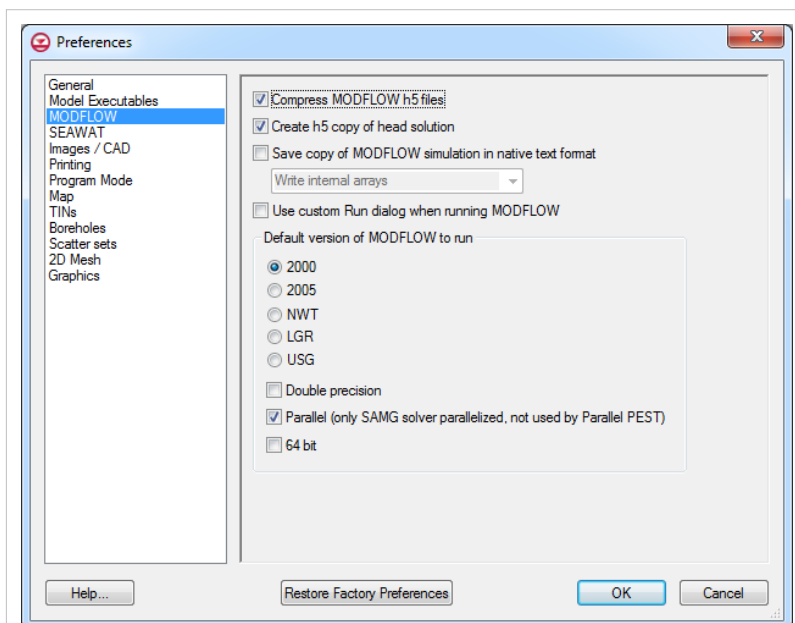 Preferences
General
Model Executables
MODFLOW
SEAWAT
Images / CAD
Printing
Program Mode
Map
TINs
Boreholes
Scatter sets
2D Mesh
Graphics
Compress MODFLOW h5 files
Create h5 copy of head solution
Save copy of MODFLOW simulation in native text format
Write internal arrays
Use custom Run dialog when running MODFLOW
Default version of MODFLOW to run
2000
2005
NWT
LGR
USG
Double precision
Parallel (only SAMG solver parallelized, not used by Parallel PEST)
64 bit
Help...
Restore Factory Preferences
OK
Cancel